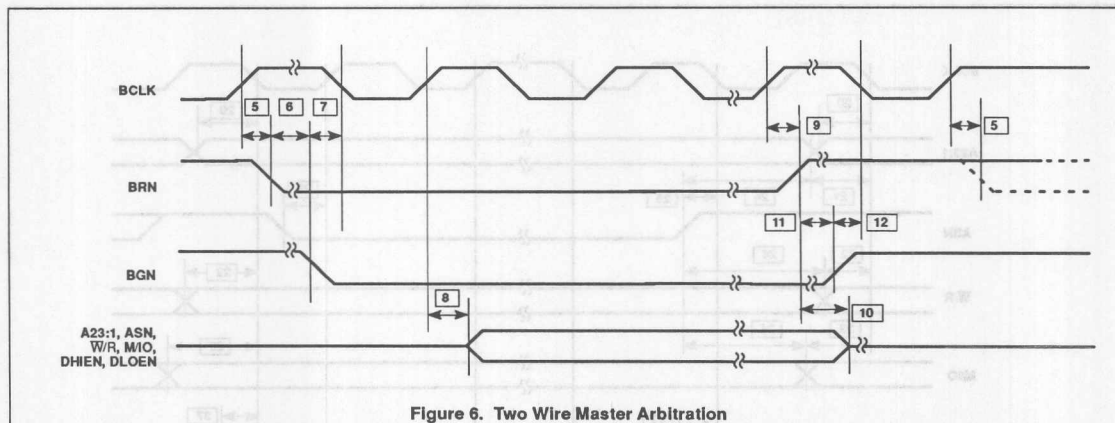 BCLK
5 6 7
9
5
BRN
11 12
BGN
8
10
A23:1, ASN,
W/R, M/IO,
DHIEN, DLOEN
Figure 6. Two Wire Master Arbitration